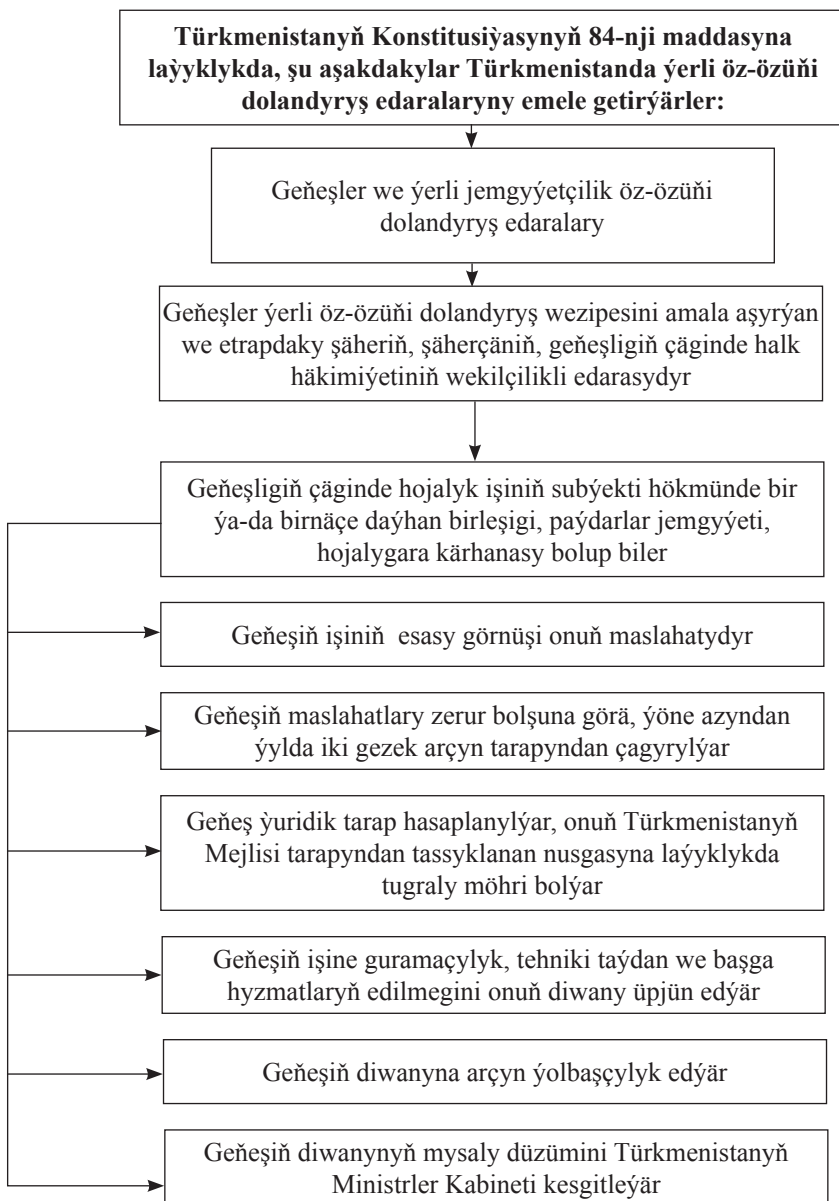 Türkmenistanyň Konstitusiỳasynyň 84-nji maddasyna
laỳyklykda, şu aşakdakylar Türkmenistanda ýerli öz-özüňi
dolandyryş edaralaryny emele getirýärler:
Geňeşler we ýerli jemgyýetçilik öz-özüňi
dolandyryş edaralary
Geňeşler ýerli öz-özüňi dolandyryş wezipesini amala aşyrýan
we etrapdaky şäheriň, şäherçäniň, geňeşligiň çäginde halk
häkimiýetiniň wekilçilikli edarasydyr
Geňeşligiň çäginde hojalyk işiniň subýekti hökmünde bir
ýa-da birnäçe daýhan birleşigi, paýdarlar jemgyýeti,
hojalygara kärhanasy bolup biler
Geňeşiň işiniň esasy görnüşi onuň maslahatydyr
Geňeşiň maslahatlary zerur bolşuna görä, ýöne azyndan
ýylda iki gezek arçyn tarapyndan çagyrylýar
Geňeş ỳuridik tarap hasaplanylýar, onuň Türkmenistanyň
Mejlisi tarapyndan tassyklanan nusgasyna laýyklykda
tugraly möhri bolýar
Geňeşiň işine guramaçylyk, tehniki taýdan we başga
hyzmatlaryň edilmegini onuň diwany üpjün edýär
Geňeşiň diwanyna arçyn ýolbaşçylyk edýär
Geňeşiň diwanynyň mysaly düzümini Türkmenistanyň
Ministrler Kabineti kesgitleýär